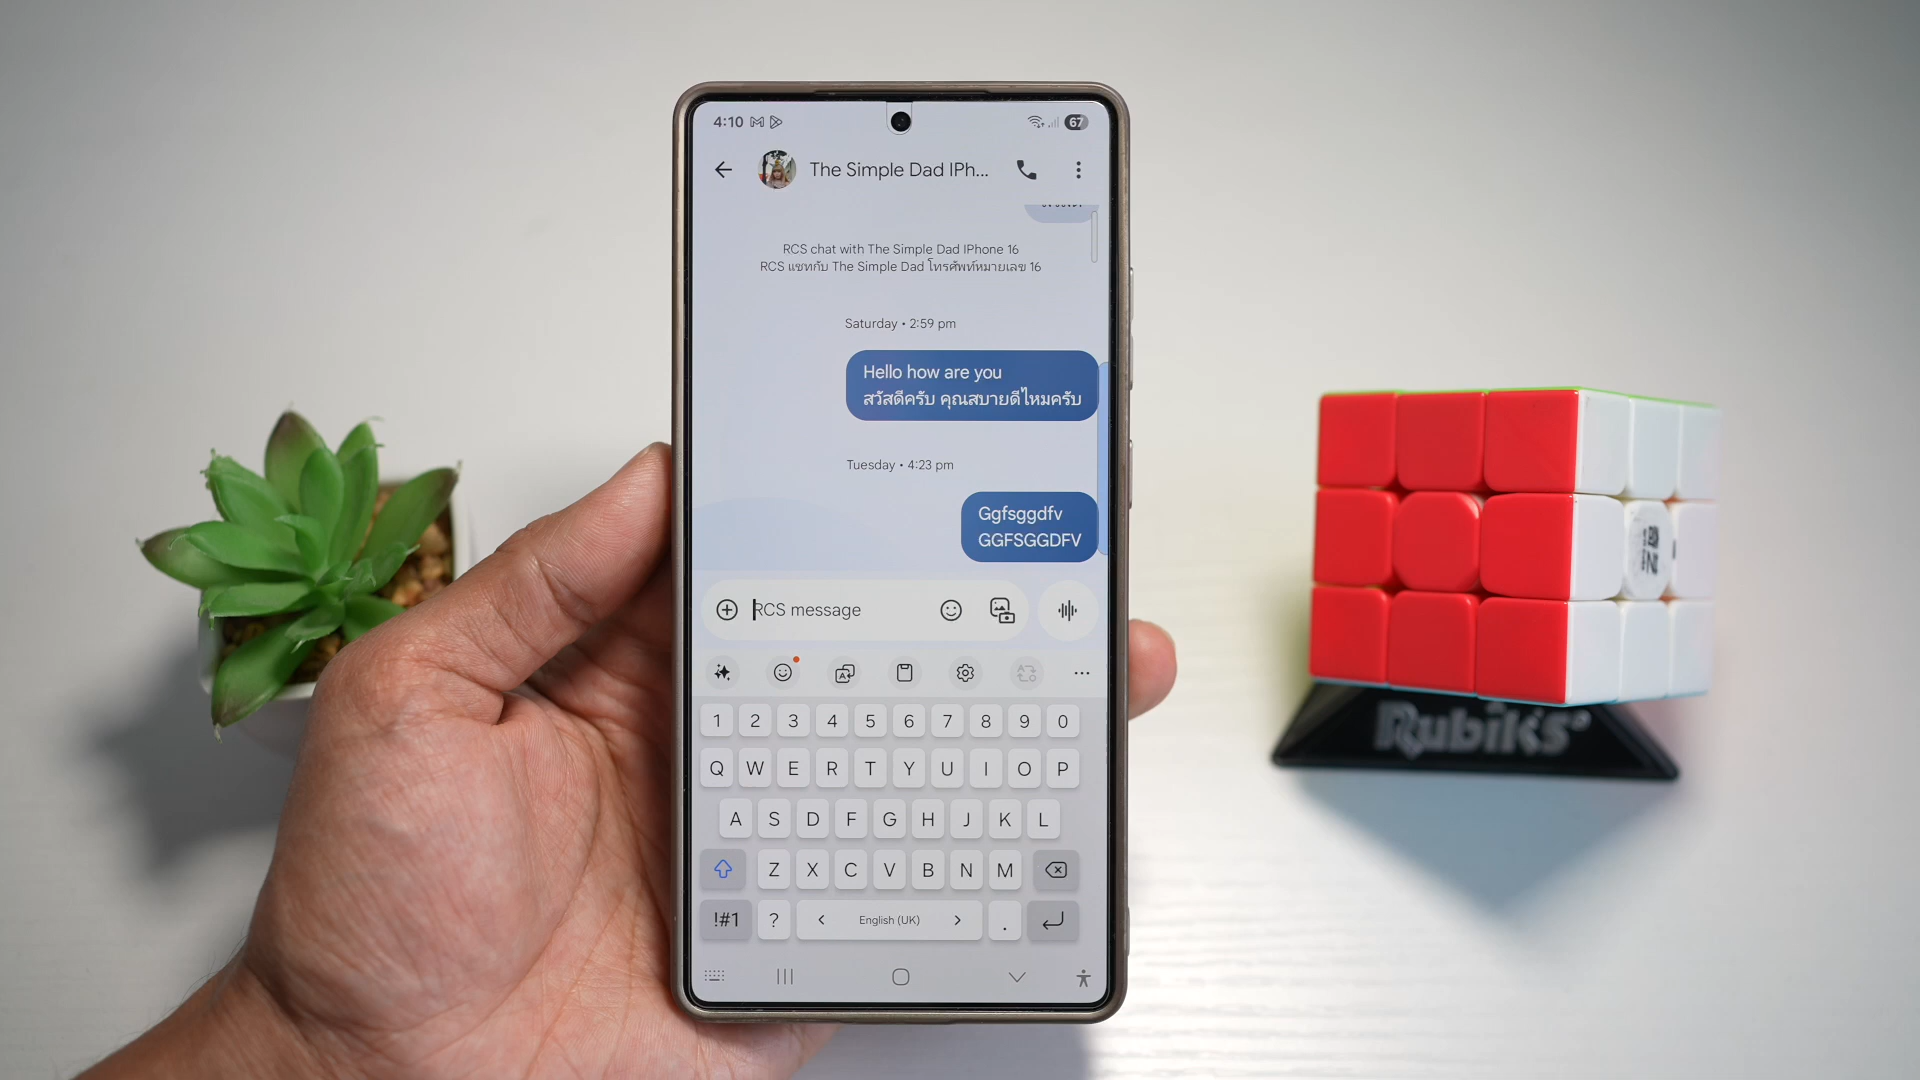 4:10
67
The Simple Dad IPh...
RCS chat with The Simple Dad IPhone 16
RCS แชทกับ The Simple Dad โทรศัพท์หมายเลข 16
Saturday • 2:59 pm
Hello how are you
สวัสดีครับ คุณสบายดีไหมครับ
Tuesday • 4:23 pm
Ggfsggdfv
GGFSGGDFV
RCS message
1 2 3 4 5 6 7 8 9 0
Q W E R T Y U I O P
A S D F G H J K L
Z X C V B N M
!#1 ? < English (UK) > .
Rubik's